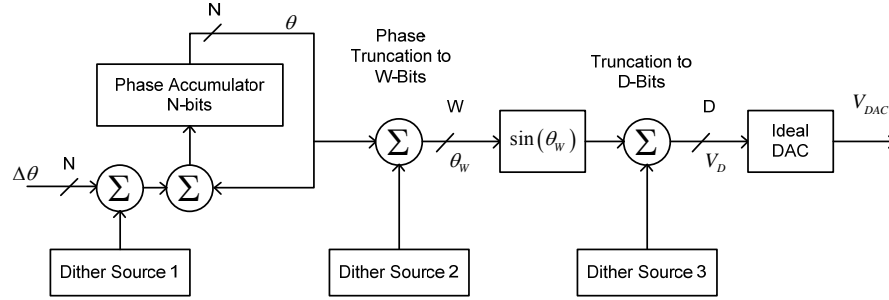 N
θ
Phase Accumulator
N-bits
Δθ
N
Σ
Σ
Dither Source 1
Phase
Truncation to
W-Bits
Σ
W
θ_W
Dither Source 2
sin(θ_W)
Truncation to
D-Bits
Σ
D
V_D
Dither Source 3
Ideal
DAC
V_DAC